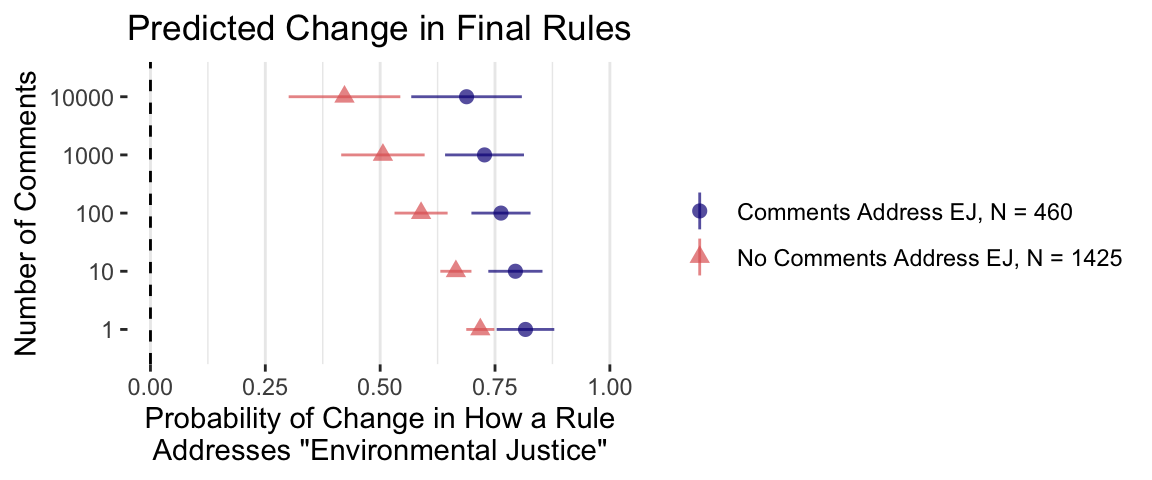 Predicted Change in Final Rules
Number of Comments
10000
1000
100
10
1
0.00 0.25 0.50 0.75 1.00
Probability of Change in How a Rule
Addresses "Environmental Justice"
Comments Address EJ, N = 460
No Comments Address EJ, N = 1425